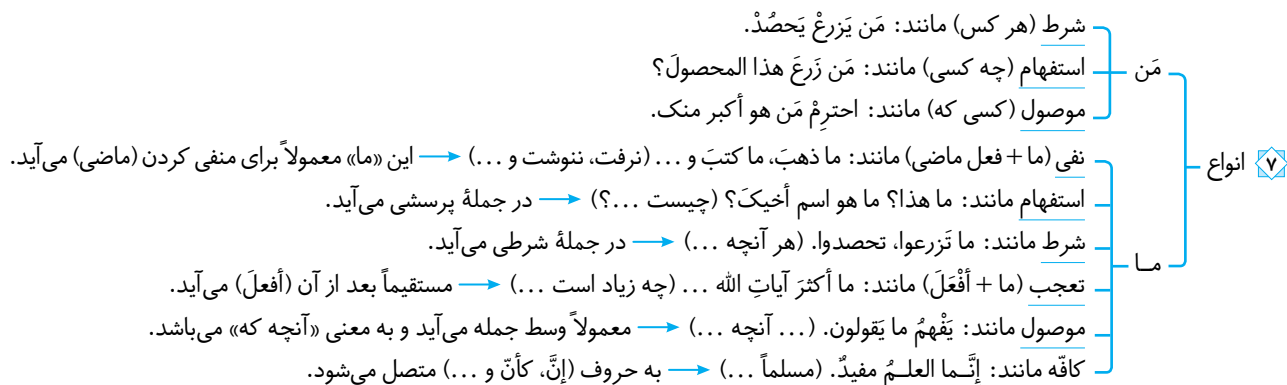 شرط (هر کس) مانند: مَن یَزرعْ یَحصُدْ.
مَن
استفهام (چه کسی) مانند: مَن زَرعَ هذا المحصولَ؟
موصول (کسی که) مانند: احترِمْ مَن هو أکبر منک.
نفی (ما + فعل ماضی) مانند: ما ذهبَ، ما کتبَ و ... (نرفت، ننوشت و ...) ⟶ این «ما» معمولاً برای منفی کردن (ماضی) می‌آید.
۷ انواع
استفهام مانند: ما هذا؟ ما هو اسم أخیکَ؟ (چیست ...؟) ⟶ در جملهٔ پرسشی می‌آید.
شرط مانند: ما تَزرعوا، تحصدوا. (هر آنچه ...) ⟶ در جملهٔ شرطی می‌آید.
مـا
تعجب (ما + أفْعَلَ) مانند: ما أکثرَ آیاتِ الله ... (چه زیاد است ...) ⟶ مستقیماً بعد از آن (أفعلَ) می‌آید.
موصول مانند: یَفْهمُ ما یَقولون. (... آنچه ...) ⟶ معمولاً وسط جمله می‌آید و به معنی «آنچه که» می‌باشد.
کافّه مانند: إنَّـما العلـمُ مفیدٌ. (مسلماً ...) ⟶ به حروف (إنَّ، کأنّ و ...) متصل می‌شود.